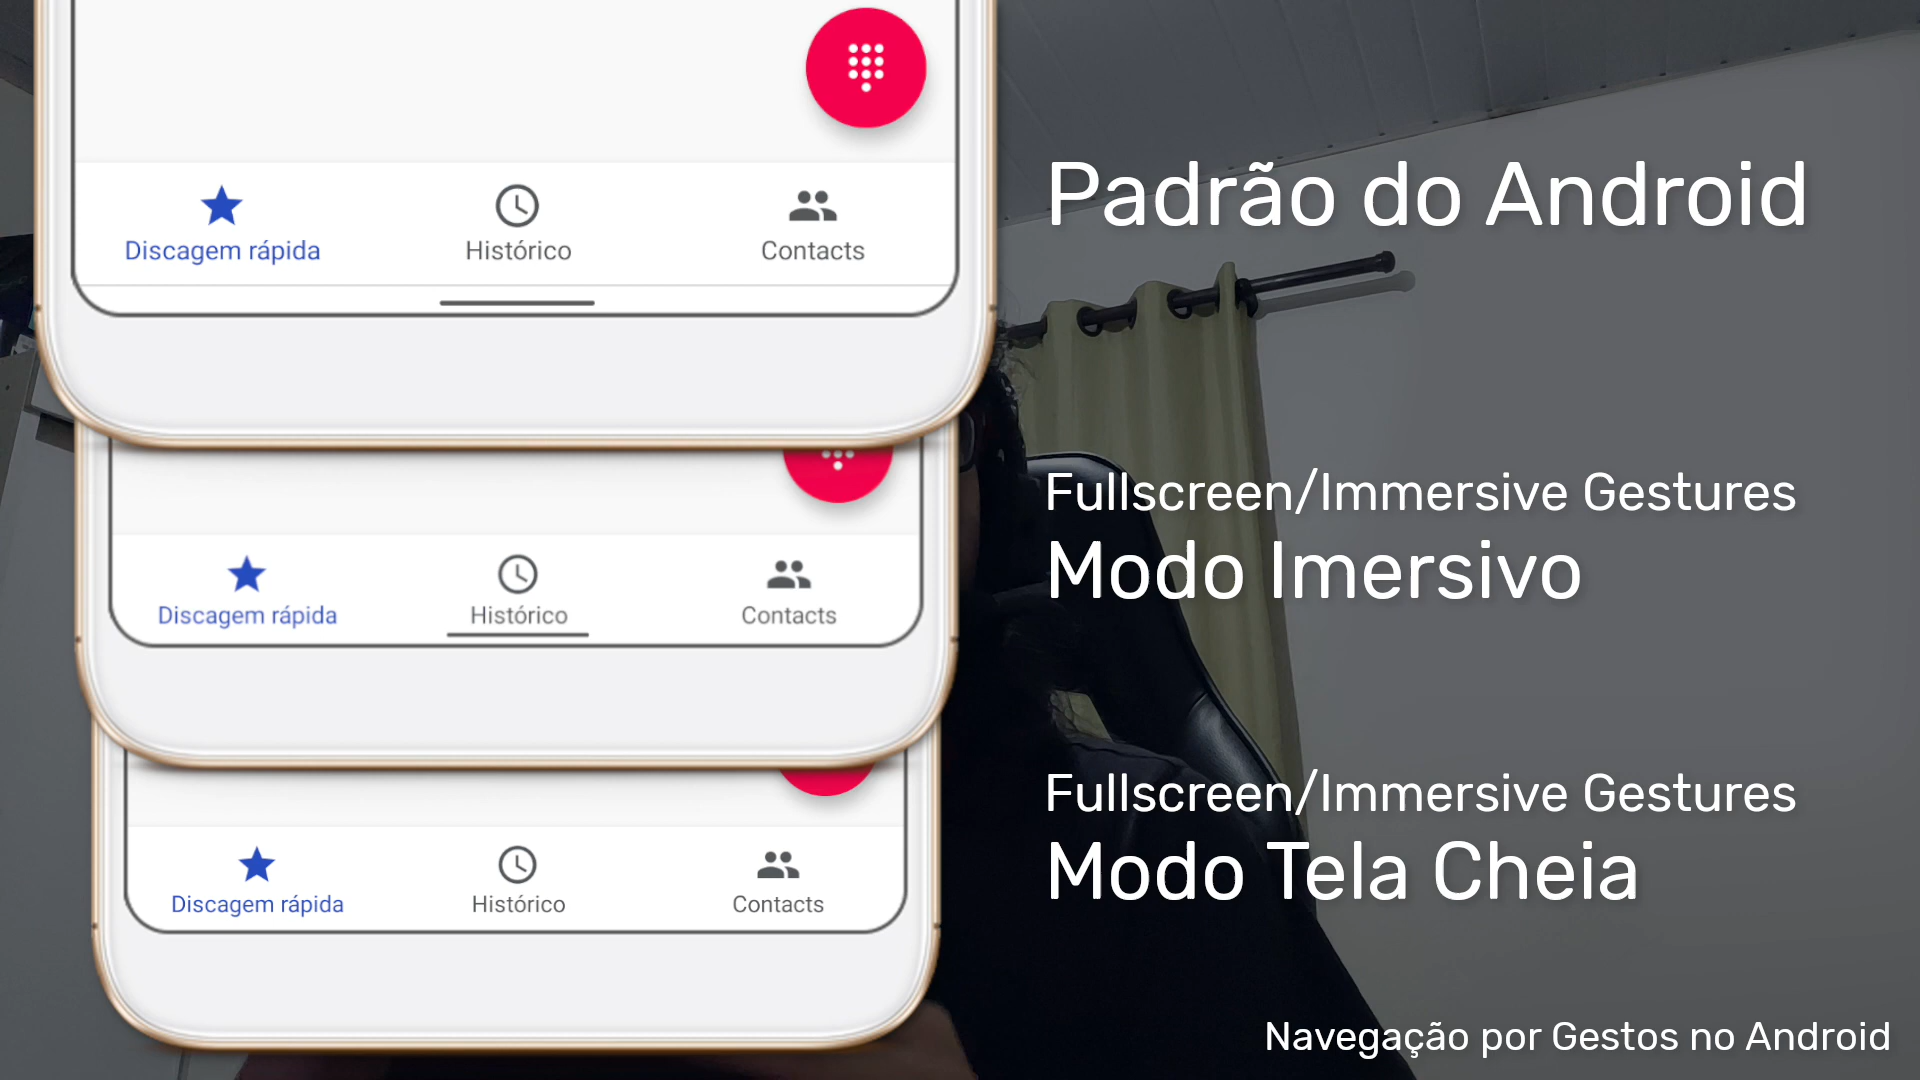 Discagem rápida Histórico Contacts
Padrão do Android
Discagem rápida Histórico Contacts
Fullscreen/Immersive Gestures
Modo Imersivo
Discagem rápida Histórico Contacts
Fullscreen/Immersive Gestures
Modo Tela Cheia
Navegação por Gestos no Android